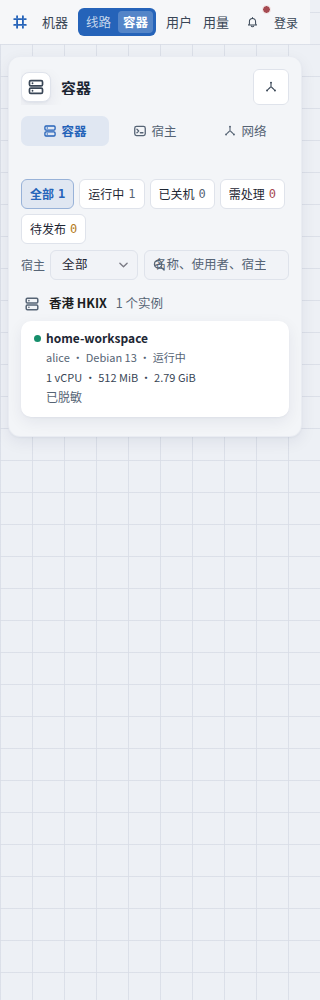 机器 线路 容器 用户 用量 登录
容器
容器 宿主 网络
全部 1 运行中 1 已关机 0 需处理 0
待发布 0
宿主 全部 名称、使用者、宿主
香港 HKIX 1 个实例
home-workspace
alice · Debian 13 · 运行中
1 vCPU · 512 MiB · 2.79 GiB
已脱敏